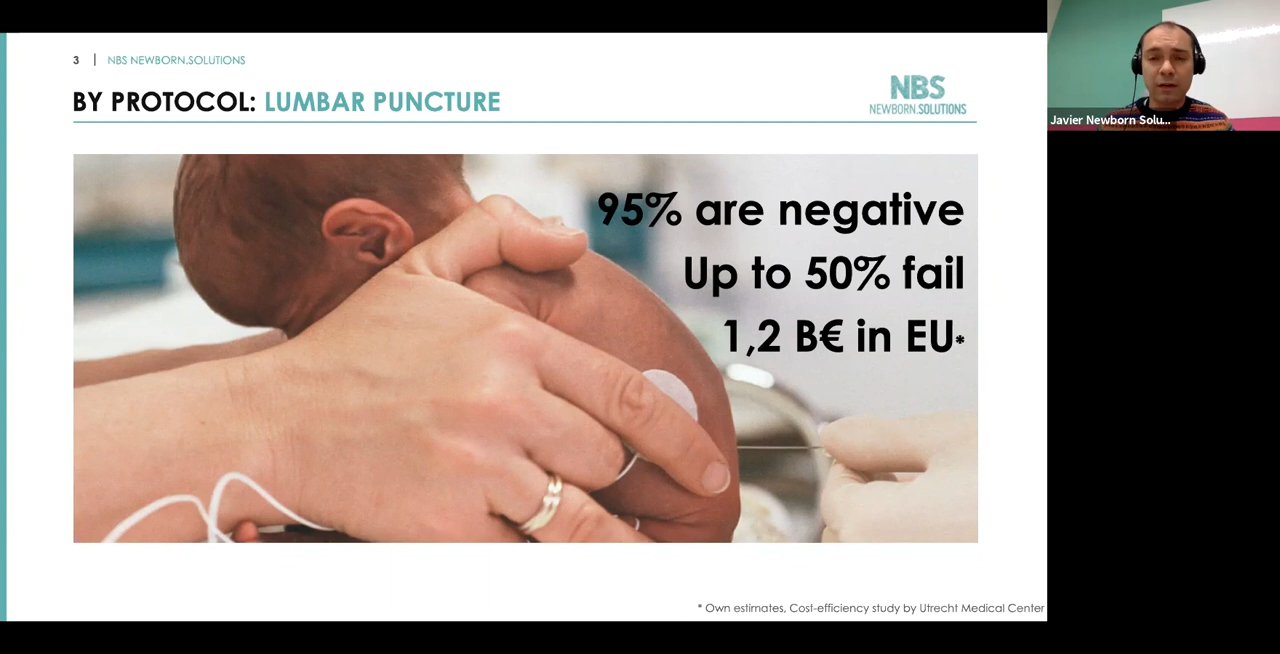 3 | NBS NEWBORN.SOLUTIONS
BY PROTOCOL: LUMBAR PUNCTURE
NBS
NEWBORN.SOLUTIONS
95% are negative
Up to 50% fail
1,2 B€ in EU*
* Own estimates, Cost-efficiency study by Utrecht Medical Center
Javier Newborn Solu...